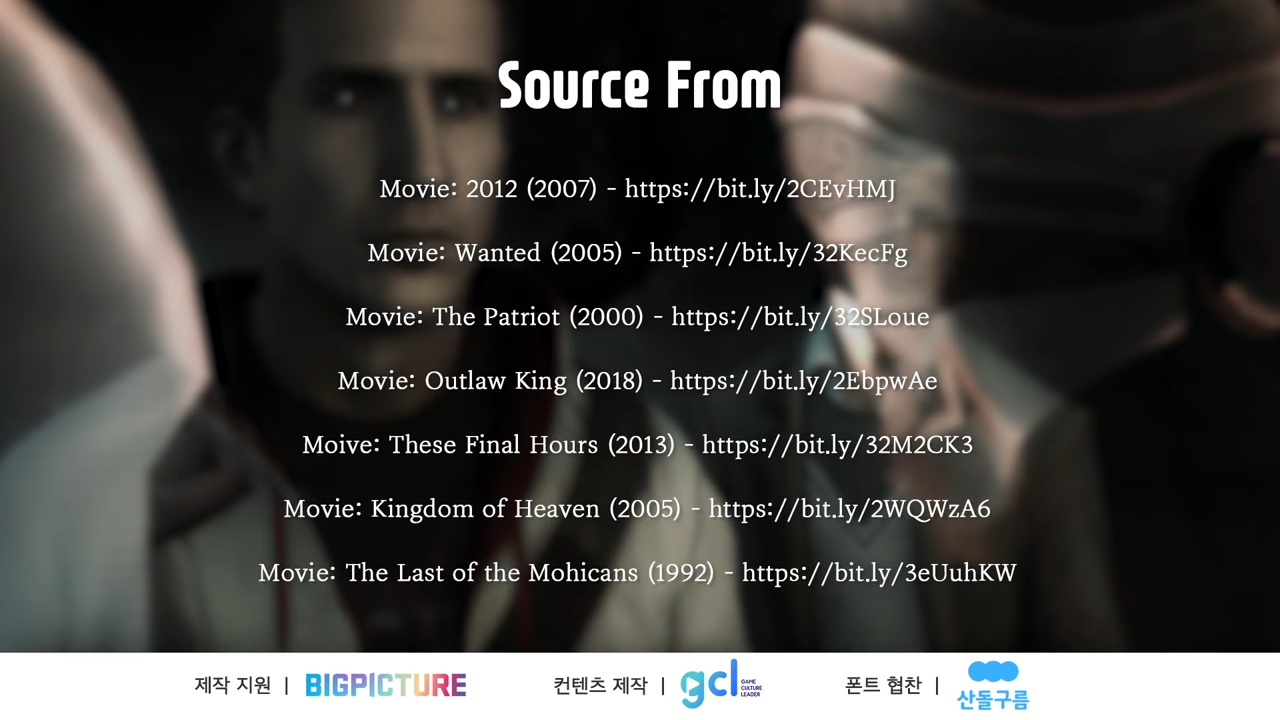 Source From
Movie: 2012 (2007) - https://bit.ly/2CEvHMJ
Movie: Wanted (2005) - https://bit.ly/32KecFg
Movie: The Patriot (2000) - https://bit.ly/32SLoue
Movie: Outlaw King (2018) - https://bit.ly/2EbpwAe
Moive: These Final Hours (2013) - https://bit.ly/32M2CK3
Movie: Kingdom of Heaven (2005) - https://bit.ly/2WQWzA6
Movie: The Last of the Mohicans (1992) - https://bit.ly/3eUuhKW
제작 지원 | BIGPICTURE
컨텐츠 제작 | gcl GAME CULTURE LEADER
폰트 협찬 | 산돌구름